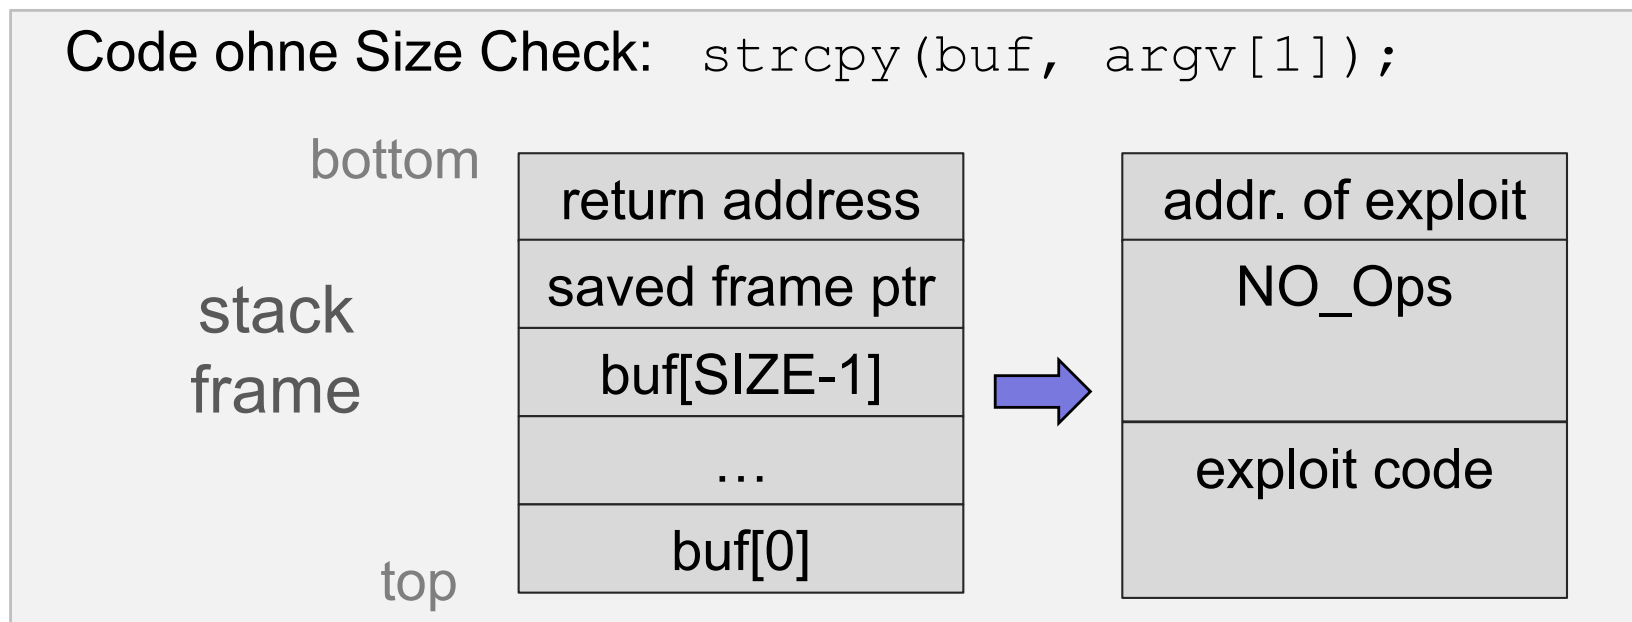 Code ohne Size Check: strcpy(buf, argv[1]);
bottom
return address
addr. of exploit
saved frame ptr
NO_Ops
stack
frame
buf[SIZE-1]
…
exploit code
buf[0]
top